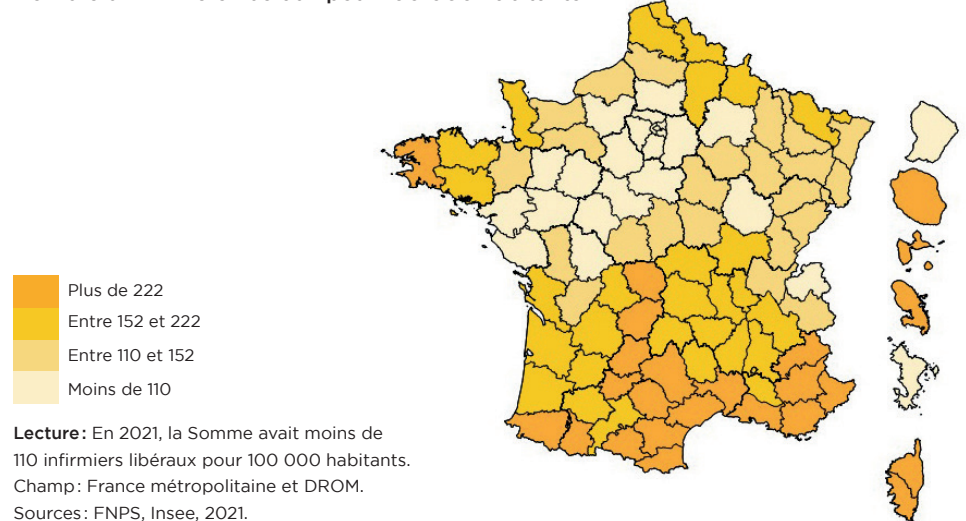 Plus de 222
Entre 152 et 222
Entre 110 et 152
Moins de 110
Lecture : En 2021, la Somme avait moins de
110 infirmiers libéraux pour 100 000 habitants.
Champ : France métropolitaine et DROM.
Sources : FNPS, Insee, 2021.